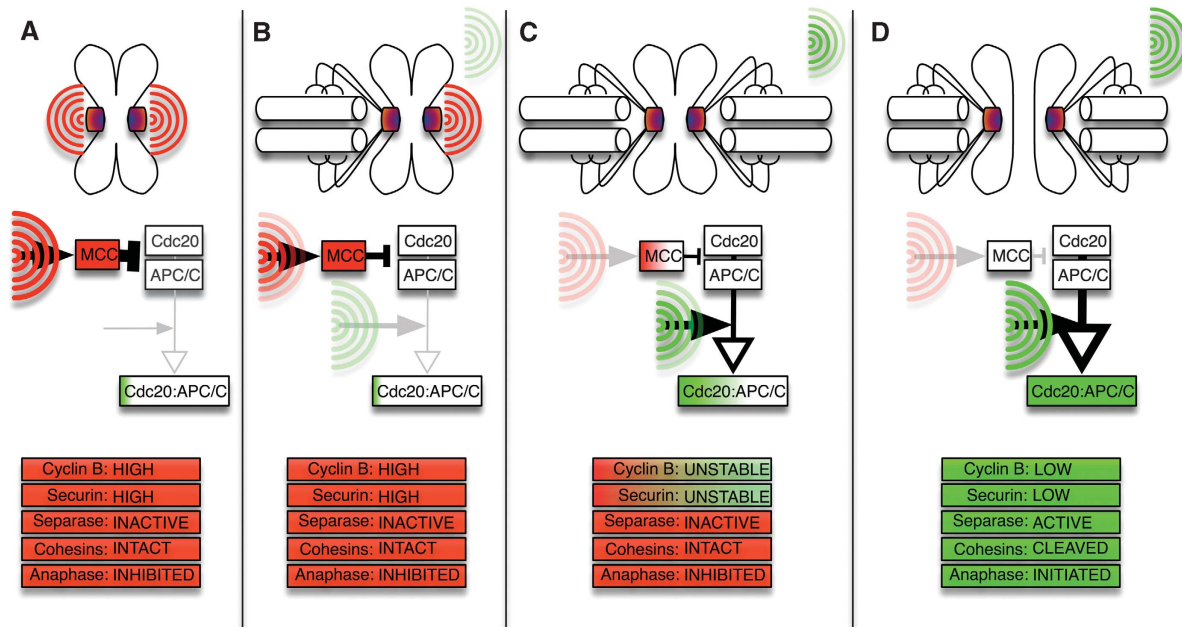 A
MCC
Cdc20
APC/C
Cdc20:APC/C
Cyclin B: HIGH
Securin: HIGH
Separase: INACTIVE
Cohesins: INTACT
Anaphase: INHIBITED
B
MCC
Cdc20
APC/C
Cdc20:APC/C
Cyclin B: HIGH
Securin: HIGH
Separase: INACTIVE
Cohesins: INTACT
Anaphase: INHIBITED
C
MCC
Cdc20
APC/C
Cdc20:APC/C
Cyclin B: UNSTABLE
Securin: UNSTABLE
Separase: INACTIVE
Cohesins: INTACT
Anaphase: INHIBITED
D
MCC
Cdc20
APC/C
Cdc20:APC/C
Cyclin B: LOW
Securin: LOW
Separase: ACTIVE
Cohesins: CLEAVED
Anaphase: INITIATED